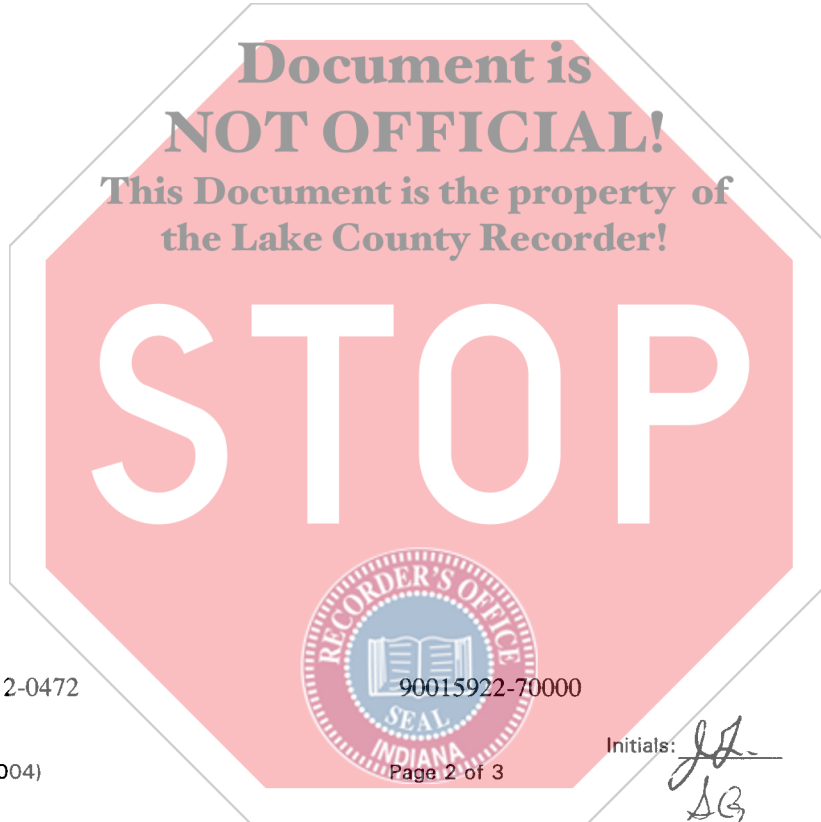 Document is
NOT OFFICIAL!
This Document is the property of
the Lake County Recorder!
STOP
RECORDER'S OFFICE
SEAL
INDIANA
2-0472
90015922-70000
Initials:
004)
Page 2 of 3